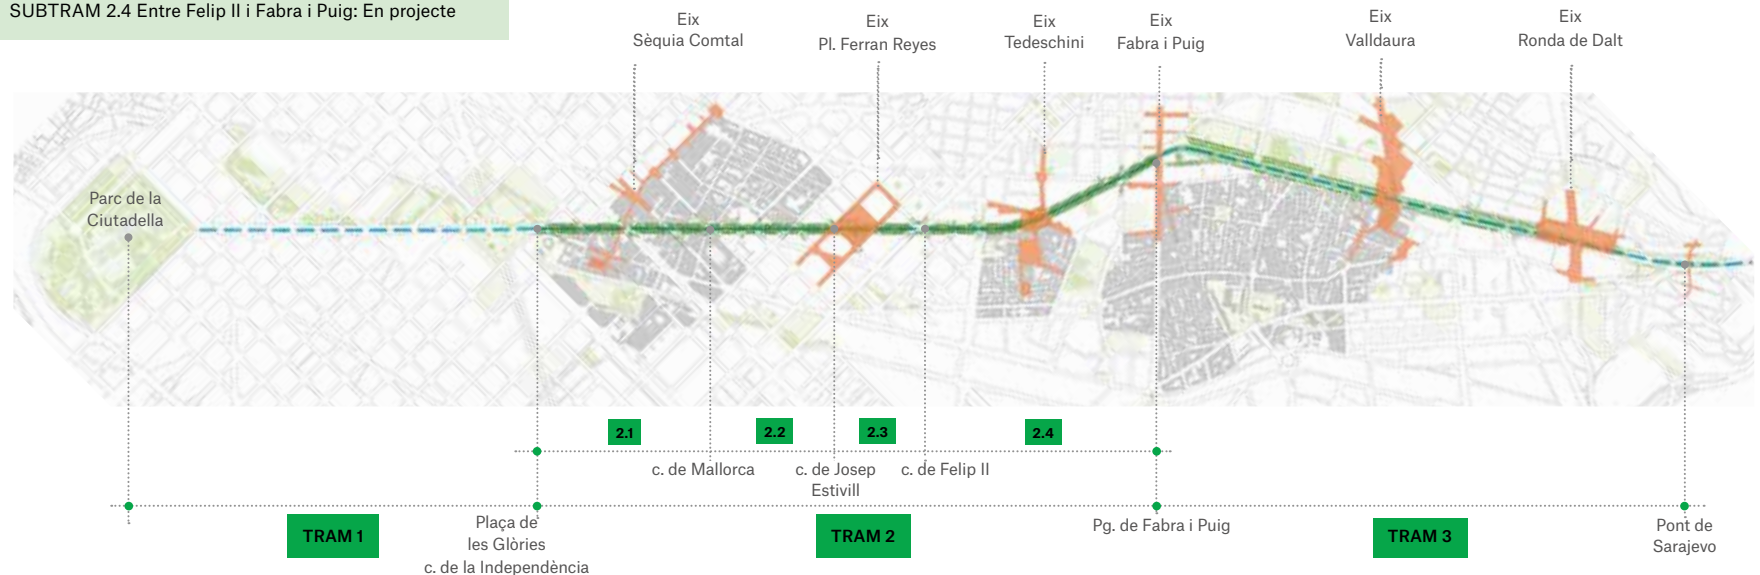 SUBTRAM 2.4 Entre Felip II i Fabra i Puig: En projecte
Eix
Sèquia Comtal
Eix
Pl. Ferran Reyes
Eix
Tedeschini
Eix
Fabra i Puig
Eix
Valldaura
Eix
Ronda de Dalt
Parc de la
Ciutadella
2.1
2.2
2.3
2.4
c. de Mallorca
c. de Josep
Estivill
c. de Felip II
TRAM 1
Plaça de
les Glòries
c. de la Independència
TRAM 2
Pg. de Fabra i Puig
TRAM 3
Pont de
Sarajevo